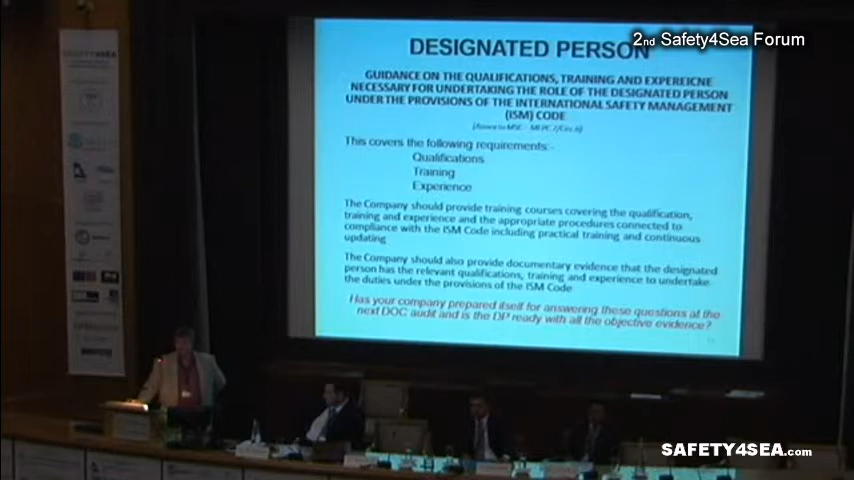 2nd Safety4Sea Forum
DESIGNATED PERSON
GUIDANCE ON THE QUALIFICATIONS, TRAINING AND EXPEREICNE
NECESSARY FOR UNDERTAKING THE ROLE OF THE DESIGNATED PERSON
UNDER THE PROVISIONS OF THE INTERNATIONAL SAFETY MANAGEMENT
(ISM) CODE
This covers the following requirements:-
Qualifications
Training
Experience
The Company should provide training courses covering the qualification,
training and experience and the appropriate procedures connected to
compliance with the ISM Code including practical training and continuous
updating
The Company should also provide documentary evidence that the designated
person has the relevant qualifications, training and experience to undertake
the duties under the provisions of the ISM Code
Has your company prepared itself for answering these questions at the
next DOC audit and is the DP ready with all the objective evidence?
SAFETY4SEA
SAFETY4SEA.com